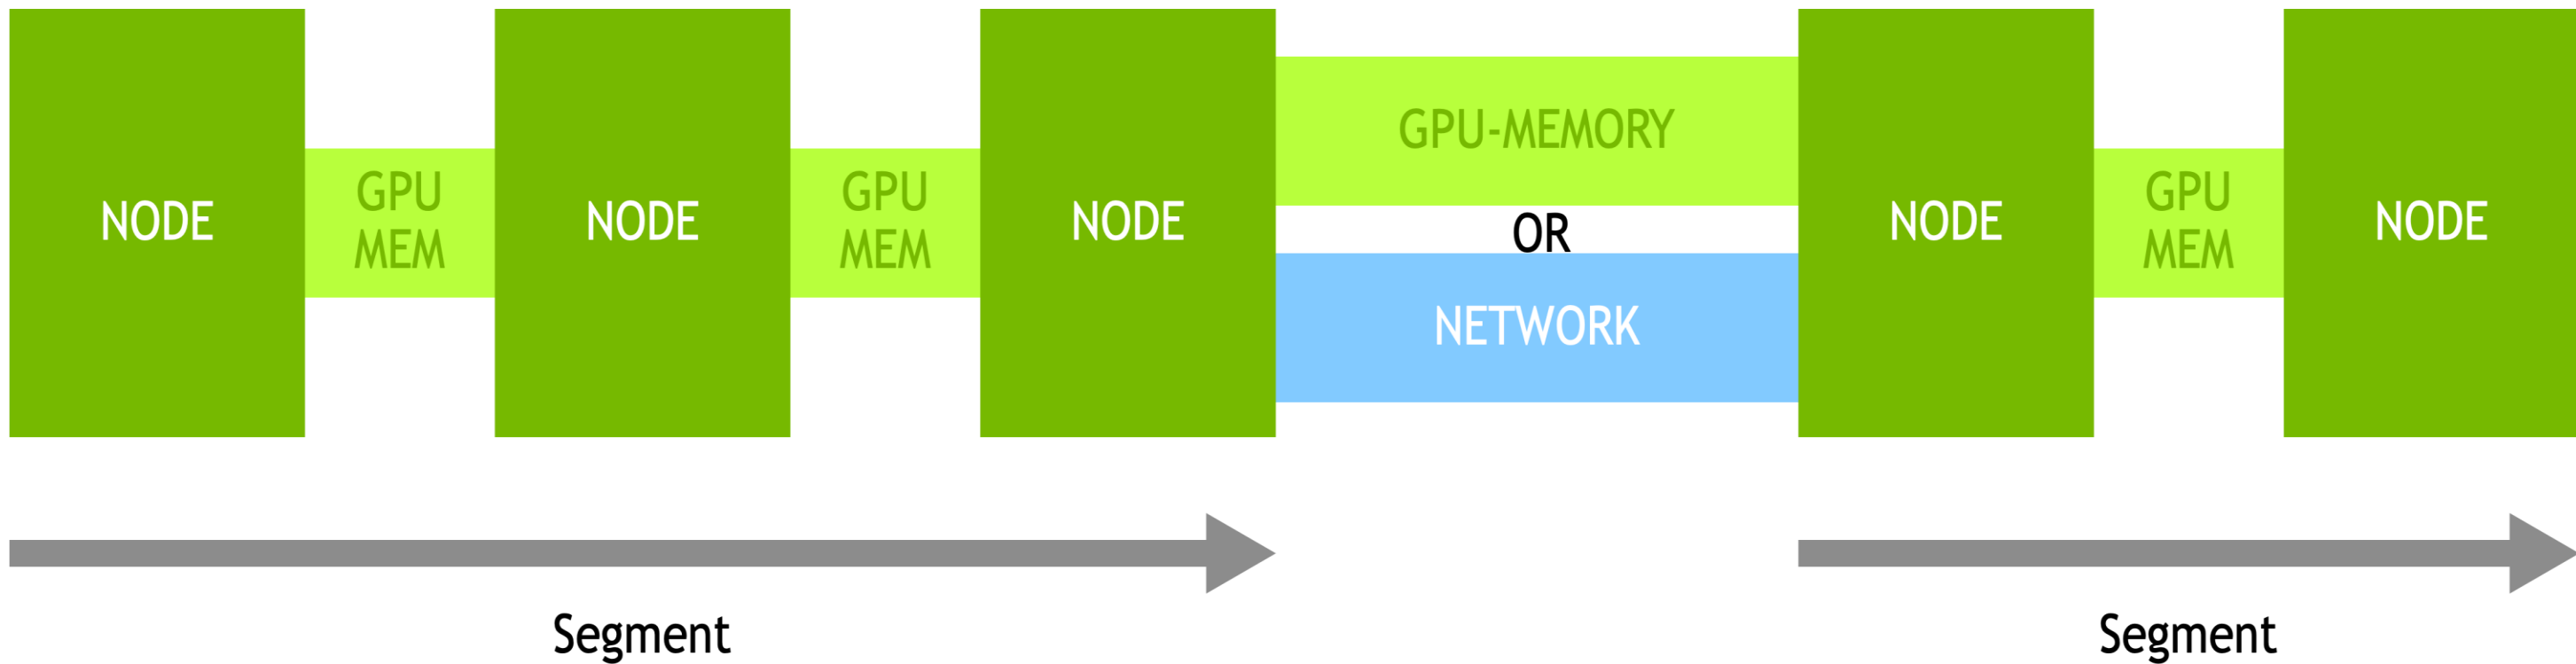 NODE
GPU
MEM
NODE
GPU
MEM
NODE
GPU-MEMORY
OR
NETWORK
NODE
GPU
MEM
NODE
Segment
Segment